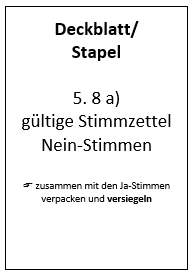 Deckblatt/
Stapel
5. 8 a)
gültige Stimmzettel
Nein-Stimmen
☞ zusammen mit den Ja-Stimmen
verpacken und versiegeln